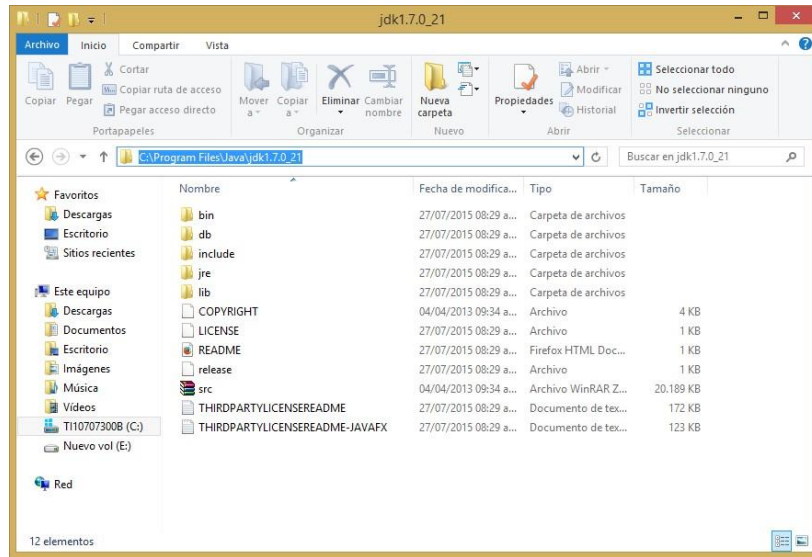 jdk1.7.0_21
Archivo Inicio Compartir Vista
Copiar
Pegar
Cortar
Copiar ruta de acceso
Pegar acceso directo
Portapapeles
Mover a
Copiar a
Eliminar
Cambiar nombre
Organizar
Nueva carpeta
Nuevo
Propiedades
Abrir
Modificar
Historial
Abrir
Seleccionar todo
No seleccionar ninguno
Invertir selección
Seleccionar
C:\Program Files\Java\jdk1.7.0_21
Buscar en jdk1.7.0_21
Favoritos
Descargas
Escritorio
Sitios recientes
Este equipo
Descargas
Documentos
Escritorio
Imágenes
Música
Vídeos
TI10707300B (C:)
Nuevo vol (E:)
Red
Nombre Fecha de modifica... Tipo Tamaño
bin 27/07/2015 08:29 a... Carpeta de archivos
db 27/07/2015 08:29 a... Carpeta de archivos
include 27/07/2015 08:29 a... Carpeta de archivos
jre 27/07/2015 08:29 a... Carpeta de archivos
lib 27/07/2015 08:29 a... Carpeta de archivos
COPYRIGHT 04/04/2013 09:34 a... Archivo 4 KB
LICENSE 27/07/2015 08:29 a... Archivo 1 KB
README 27/07/2015 08:29 a... Firefox HTML Doc... 1 KB
release 27/07/2015 08:29 a... Archivo 1 KB
src 04/04/2013 09:34 a... Archivo WinRAR Z... 20.189 KB
THIRDPARTYLICENSEREADME 27/07/2015 08:29 a... Documento de tex... 172 KB
THIRDPARTYLICENSEREADME-JAVAFX 27/07/2015 08:29 a... Documento de tex... 123 KB
12 elementos